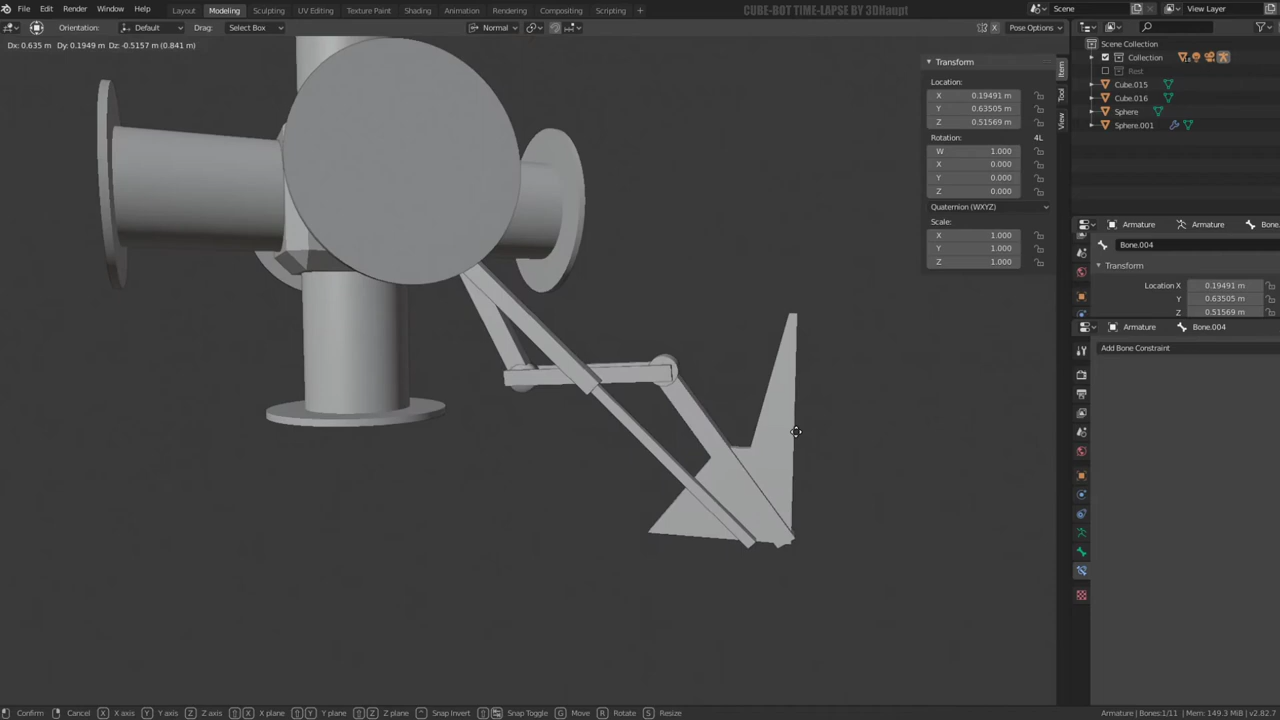 File Edit Render Window Help Layout Modeling Sculpting UV Editing Texture Paint Shading Animation Rendering Compositing Scripting CUBE-BOT TIME-LAPSE BY 3DHaupt Scene View Layer
Orientation: Default Drag: Select Box Normal Pose Options
Dx: 0.635 m Dy: 0.1949 m Dz: -0.5157 m (0.841 m)
Transform
Location:
X 0.19491 m
Y 0.63505 m
Z 0.51569 m
Rotation: 4L
W 1.000
X 0.000
Y 0.000
Z 0.000
Quaternion (WXYZ)
Scale:
X 1.000
Y 1.000
Z 1.000
Item
Tool
View
Scene Collection
Collection
Rest
Cube.015
Cube.016
Sphere
Sphere.001
Armature Armature Bone.
Bone.004
Transform
Location X 0.19491 m
Y 0.63505 m
Z 0.51569 m
Armature Bone.004
Add Bone Constraint
Confirm Cancel X X axis Y Y axis Z Z axis X X plane Y Y plane Z Z plane Snap Invert Snap Toggle G Move R Rotate S Resize Armature | Bones:1/11 | Mem: 149.3 MiB | v2.82.7